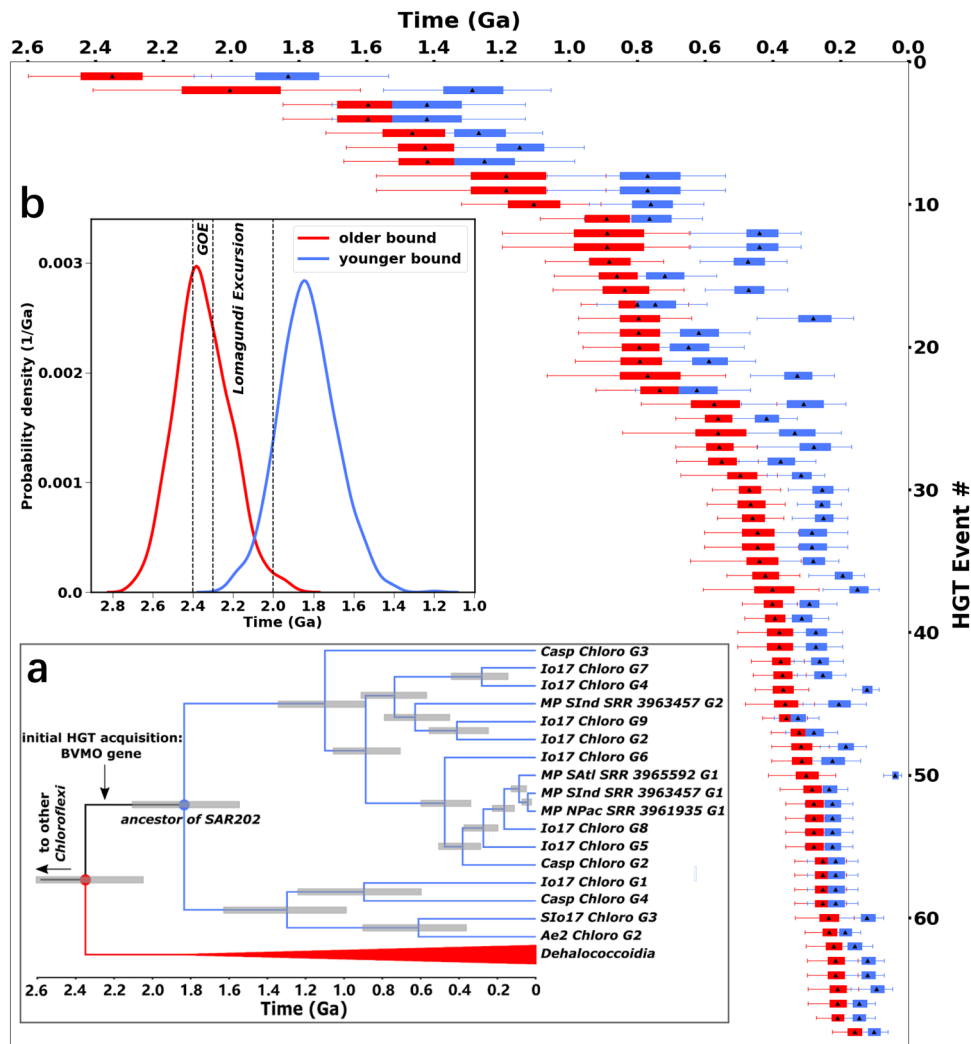 Time (Ga)
2.6 2.4 2.2 2.0 1.8 1.6 1.4 1.2 1.0 0.8 0.6 0.4 0.2 0.0
0
10
20
30
40
50
60
HGT Event #
b
GOE
Lomagundi Excursion
older bound
younger bound
0.003
0.002
0.001
0.0
Probability density (1/Ga)
2.8 2.6 2.4 2.2 2.0 1.8 1.6 1.4 1.2 1.0
Time (Ga)
a
initial HGT acquisition:
BVMO gene
to other
Chloroflexi
ancestor of SAR202
Casp Chloro G3
Io17 Chloro G7
Io17 Chloro G4
MP SInd SRR 3963457 G2
Io17 Chloro G9
Io17 Chloro G2
Io17 Chloro G6
MP SAtl SRR 3965592 G1
MP SInd SRR 3963457 G1
MP NPac SRR 3961935 G1
Io17 Chloro G8
Io17 Chloro G5
Casp Chloro G2
Io17 Chloro G1
Casp Chloro G4
SIo17 Chloro G3
Ae2 Chloro G2
Dehalococcoidia
2.6 2.4 2.2 2.0 1.8 1.6 1.4 1.2 1.0 0.8 0.6 0.4 0.2 0
Time (Ga)